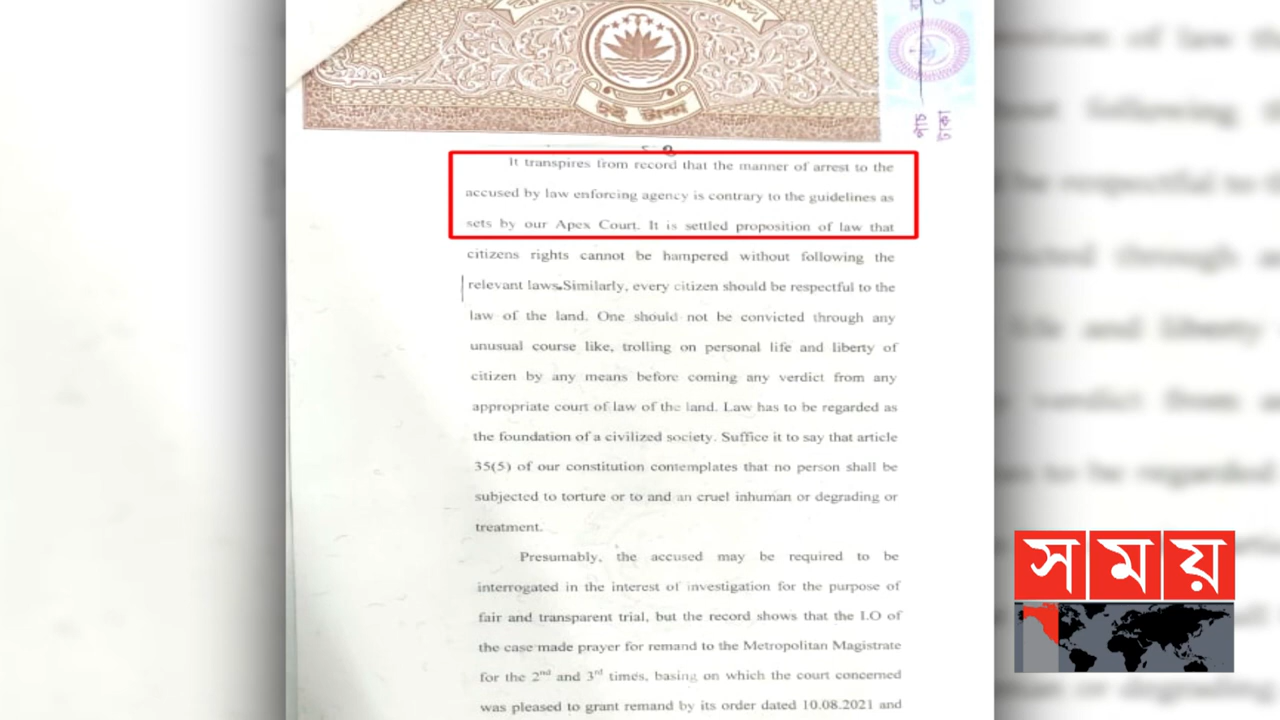 দুই টাকা
It transpires from record that the manner of arrest to the
accused by law enforcing agency is contrary to the guidelines as
sets by our Apex Court. It is settled proposition of law that
citizens rights cannot be hampered without following the
relevant laws.Similarly, every citizen should be respectful to the
law of the land. One should not be convicted through any
unusual course like, trolling on personal life and liberty of
citizen by any means before coming any verdict from any
appropriate court of law of the land. Law has to be regarded as
the foundation of a civilized society. Suffice it to say that article
35(5) of our constitution contemplates that no person shall be
subjected to torture or to and an cruel inhuman or degrading or
treatment.
Presumably, the accused may be required to be
interrogated in the interest of investigation for the purpose of
fair and transparent trial, but the record shows that the I.O of
the case made prayer for remand to the Metropolitan Magistrate
for the 2nd and 3rd times, basing on which the court concerned
was pleased to grant remand by its order dated 10.08.2021 and
সময়